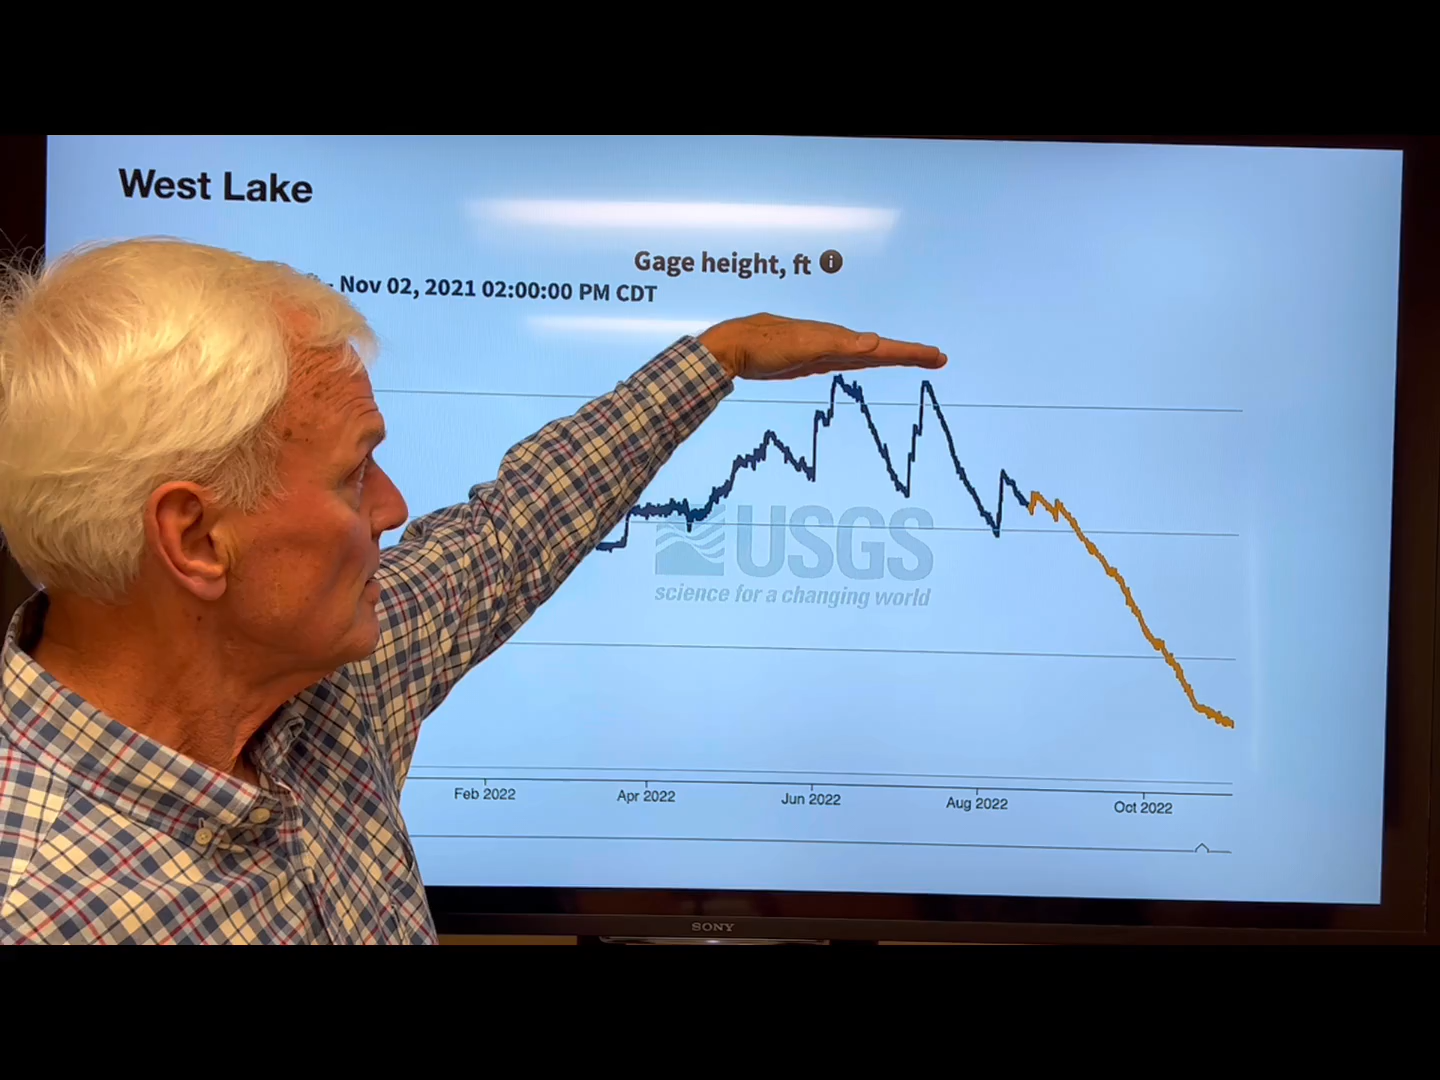 West Lake
Gage height, ft
- Nov 02, 2021 02:00:00 PM CDT
USGS
science for a changing world
Feb 2022
Apr 2022
Jun 2022
Aug 2022
Oct 2022
SONY